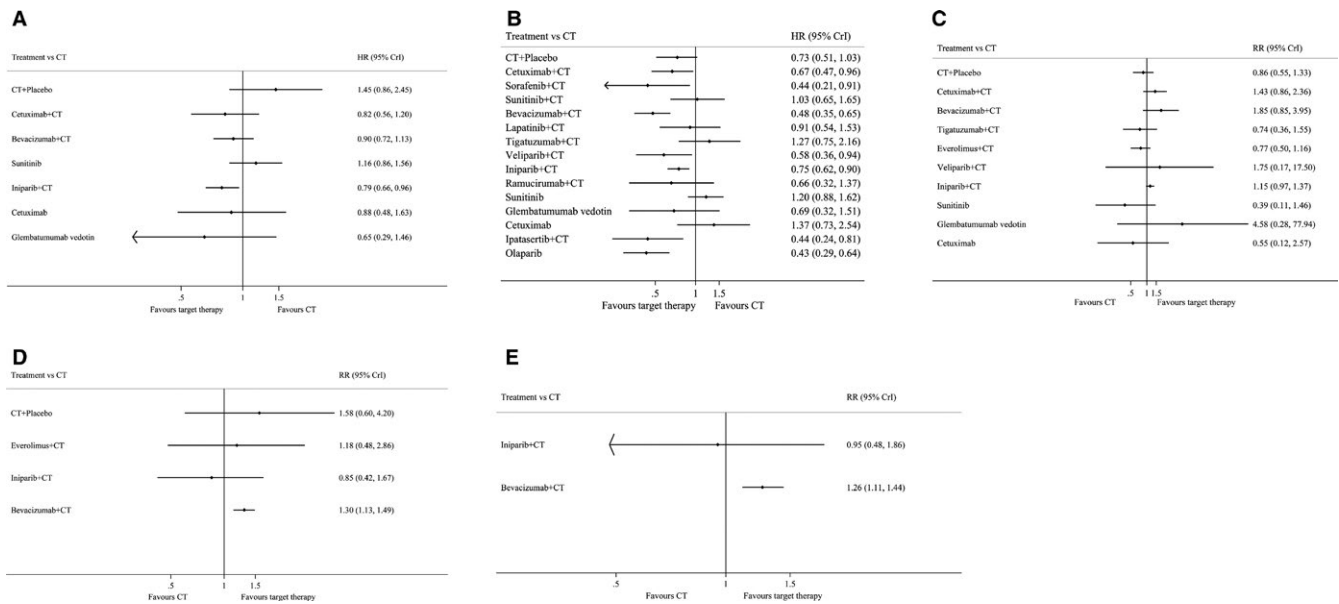 A
Treatment vs CT HR (95% CrI)
CT+Placebo 1.45 (0.86, 2.45)
Cetuximab+CT 0.82 (0.56, 1.20)
Bevacizumab+CT 0.90 (0.72, 1.13)
Sunitinib 1.16 (0.86, 1.56)
Iniparib+CT 0.79 (0.66, 0.96)
Cetuximab 0.88 (0.48, 1.63)
Glembatumumab vedotin 0.65 (0.29, 1.46)
.5 1 1.5
Favours target therapy Favours CT
B
Treatment vs CT HR (95% CrI)
CT+Placebo 0.73 (0.51, 1.03)
Cetuximab+CT 0.67 (0.47, 0.96)
Sorafenib+CT 0.44 (0.21, 0.91)
Sunitinib+CT 1.03 (0.65, 1.65)
Bevacizumab+CT 0.48 (0.35, 0.65)
Lapatinib+CT 0.91 (0.54, 1.53)
Tigatuzumab+CT 1.27 (0.75, 2.16)
Veliparib+CT 0.58 (0.36, 0.94)
Iniparib+CT 0.75 (0.62, 0.90)
Ramucirumab+CT 0.66 (0.32, 1.37)
Sunitinib 1.20 (0.88, 1.62)
Glembatumumab vedotin 0.69 (0.32, 1.51)
Cetuximab 1.37 (0.73, 2.54)
Ipatasertib+CT 0.44 (0.24, 0.81)
Olaparib 0.43 (0.29, 0.64)
.5 1 1.5
Favours target therapy Favours CT
C
Treatment vs CT RR (95% CrI)
CT+Placebo 0.86 (0.55, 1.33)
Cetuximab+CT 1.43 (0.86, 2.36)
Bevacizumab+CT 1.85 (0.85, 3.95)
Tigatuzumab+CT 0.74 (0.36, 1.55)
Everolimus+CT 0.77 (0.50, 1.16)
Veliparib+CT 1.75 (0.17, 17.50)
Iniparib+CT 1.15 (0.97, 1.37)
Sunitinib 0.39 (0.11, 1.46)
Glembatumumab vedotin 4.58 (0.28, 77.94)
Cetuximab 0.55 (0.12, 2.57)
.5 1 1.5
Favours CT Favours target therapy
D
Treatment vs CT RR (95% CrI)
CT+Placebo 1.58 (0.60, 4.20)
Everolimus+CT 1.18 (0.48, 2.86)
Iniparib+CT 0.85 (0.42, 1.67)
Bevacizumab+CT 1.30 (1.13, 1.49)
.5 1 1.5
Favours CT Favours target therapy
E
Treatment vs CT RR (95% CrI)
Iniparib+CT 0.95 (0.48, 1.86)
Bevacizumab+CT 1.26 (1.11, 1.44)
.5 1 1.5
Favours CT Favours target therapy